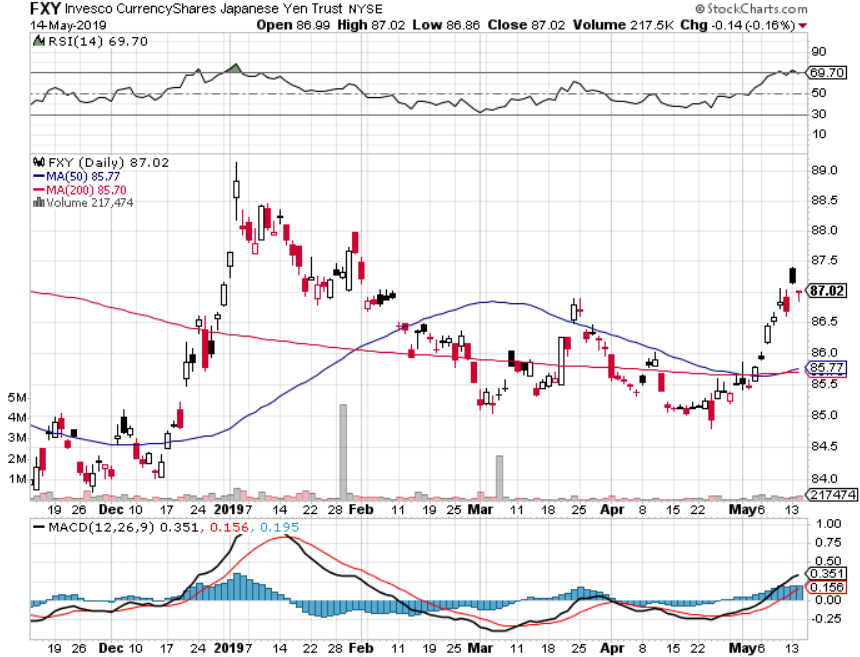 FXY Invesco CurrencyShares Japanese Yen Trust NYSE
© StockCharts.com
14-May-2019
Open 86.99 High 87.02 Low 86.86 Close 87.02 Volume 217.5K Chg -0.14 (-0.16%)
RSI(14) 69.70
90
69.70
50
30
10
FXY (Daily) 87.02
MA(50) 85.77
MA(200) 85.70
Volume 217,474
89.0
88.5
88.0
87.5
87.02
86.5
86.0
85.77
85.5
85.0
84.5
84.0
5M
4M
3M
2M
1M
217474
19 26 Dec 10 17 24 2019 7 14 22 28 Feb 11 19 25 Mar 11 18 25 Apr 8 15 22 May 6 13
MACD(12,26,9) 0.351, 0.156, 0.195
1.00
0.75
0.50
0.351
0.156
0.00
-0.25
19 26 Dec 10 17 24 2019 7 14 22 28 Feb 11 19 25 Mar 11 18 25 Apr 8 15 22 May 6 13